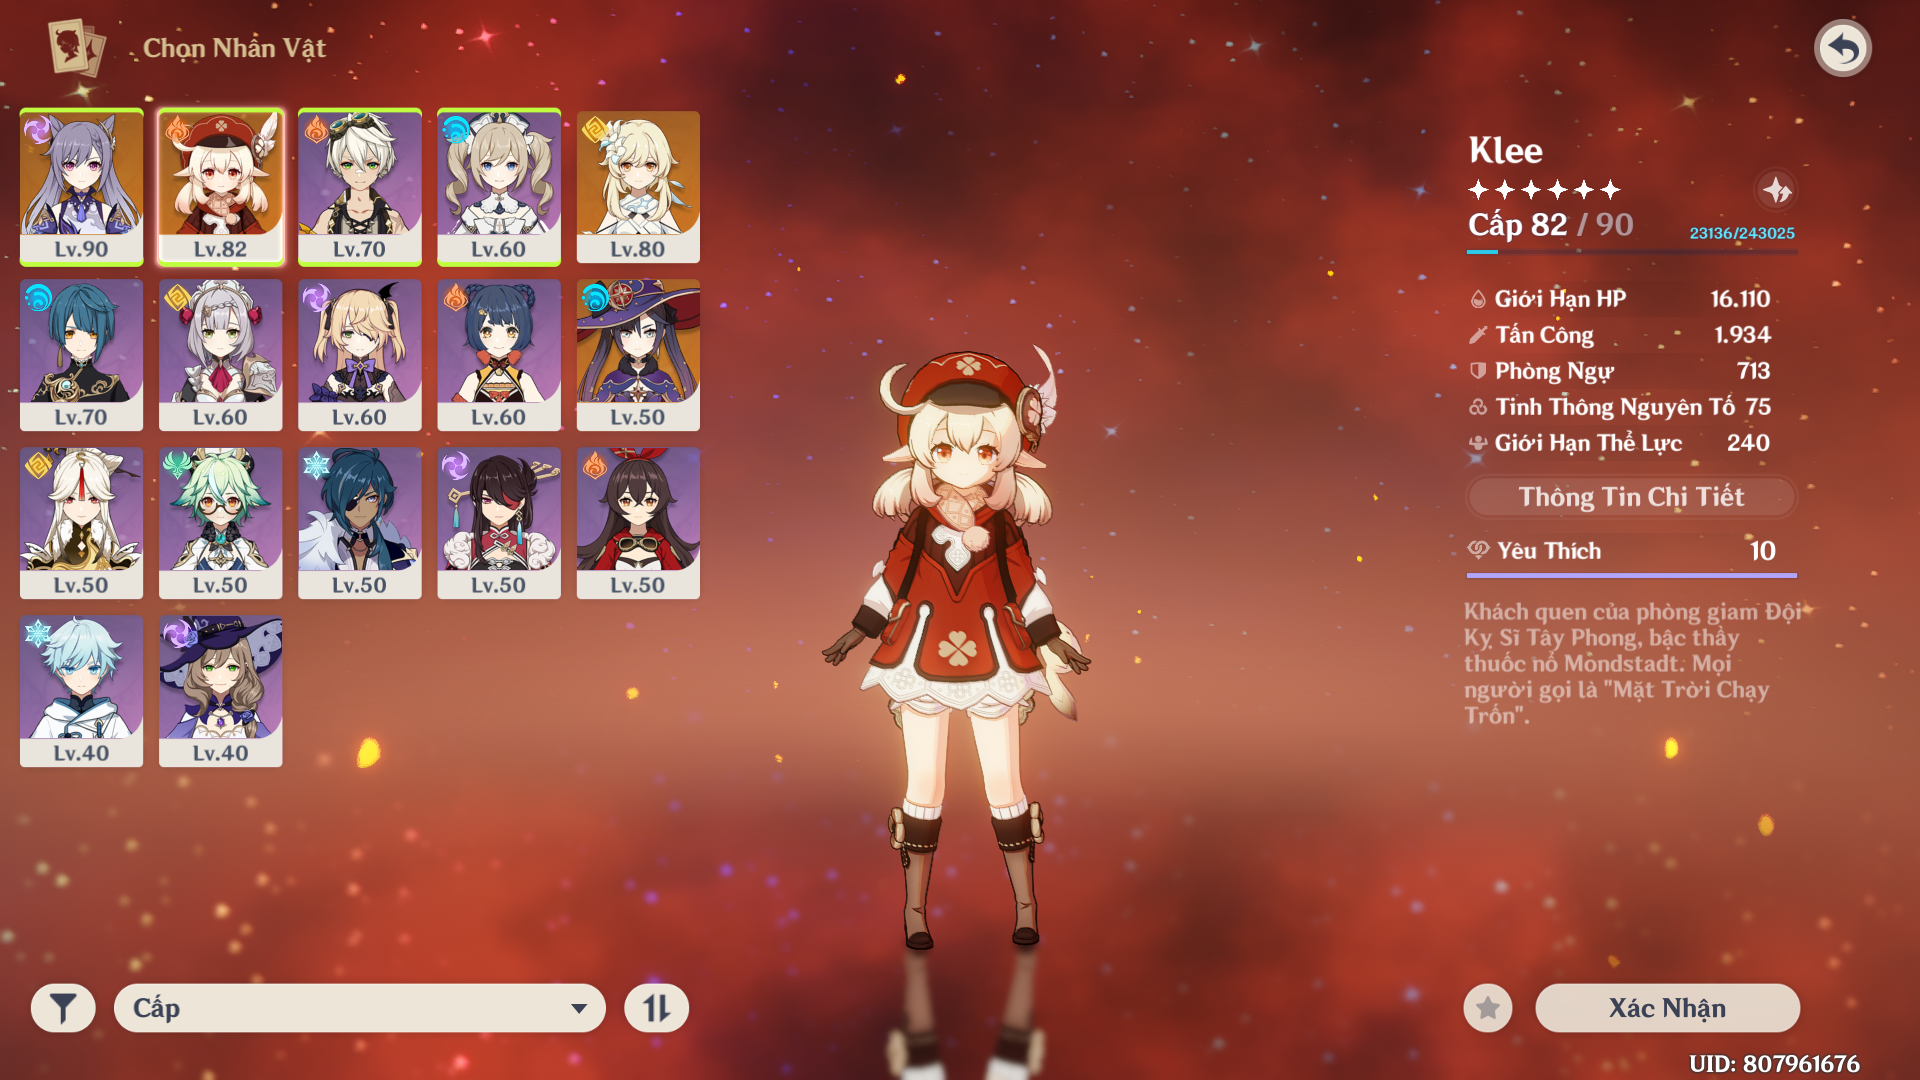 Chọn Nhân Vật
Lv.90
Lv.82
Lv.70
Lv.60
Lv.80
Lv.70
Lv.60
Lv.60
Lv.60
Lv.50
Lv.50
Lv.50
Lv.50
Lv.50
Lv.50
Lv.40
Lv.40
Cấp
Klee
Cấp 82 / 90
23136/243025
Giới Hạn HP 16.110
Tấn Công 1.934
Phòng Ngự 713
Tinh Thông Nguyên Tố 75
Giới Hạn Thể Lực 240
Thông Tin Chi Tiết
Yêu Thích 10
Khách quen của phòng giam Đội
Kỵ Sĩ Tây Phong, bậc thầy
thuốc nổ Mondstadt. Mọi
người gọi là "Mặt Trời Chạy
Trốn".
Xác Nhận
UID: 807961676